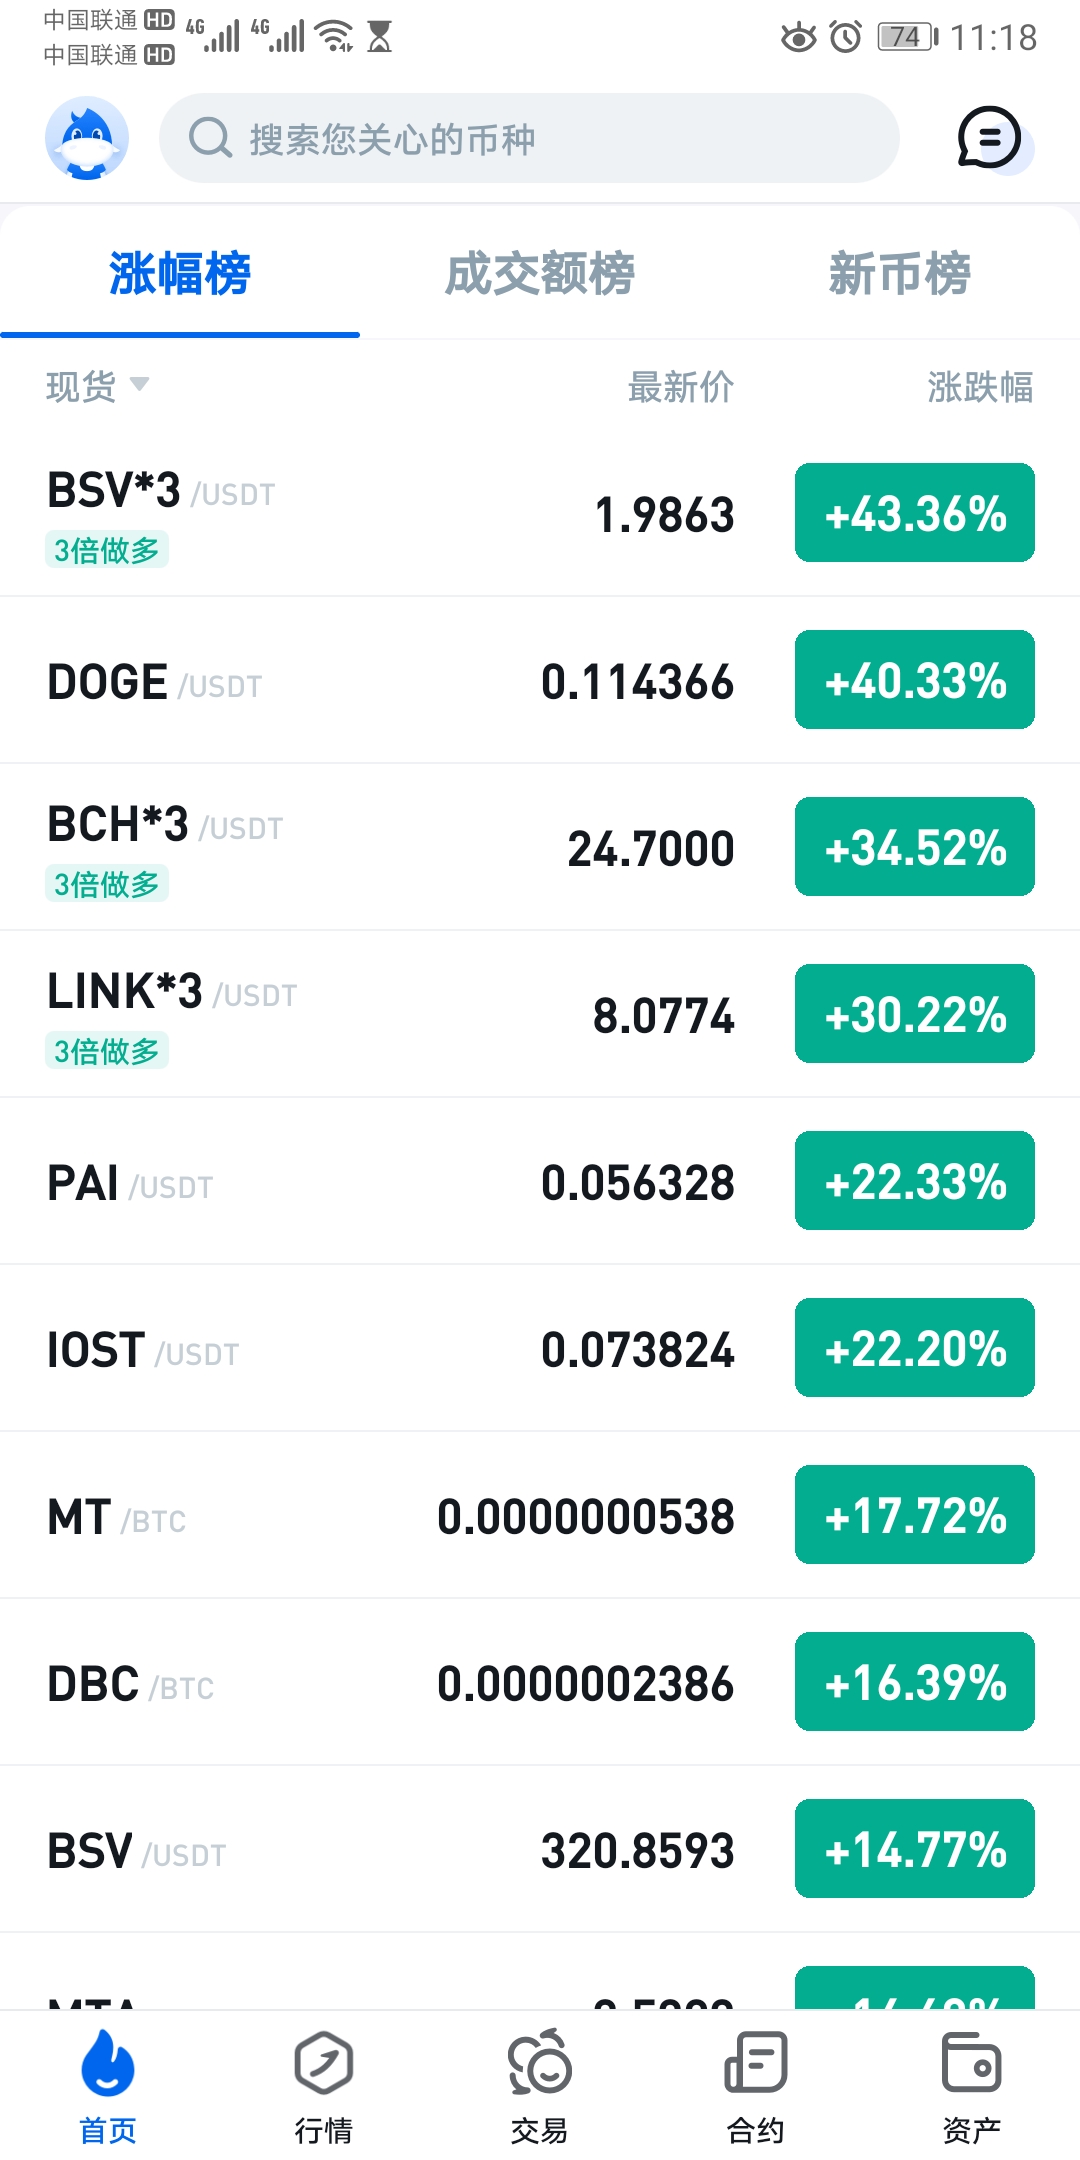 中国联通 HD 4G 4G 74 11:18
中国联通 HD
搜索您关心的币种
涨幅榜 成交额榜 新币榜
现货 最新价 涨跌幅
BSV*3 /USDT 1.9863 +43.36%
3倍做多
DOGE /USDT 0.114366 +40.33%
BCH*3 /USDT 24.7000 +34.52%
3倍做多
LINK*3 /USDT 8.0774 +30.22%
3倍做多
PAI /USDT 0.056328 +22.33%
IOST /USDT 0.073824 +22.20%
MT /BTC 0.0000000538 +17.72%
DBC /BTC 0.0000002386 +16.39%
BSV /USDT 320.8593 +14.77%
MTA
首页 行情 交易 合约 资产